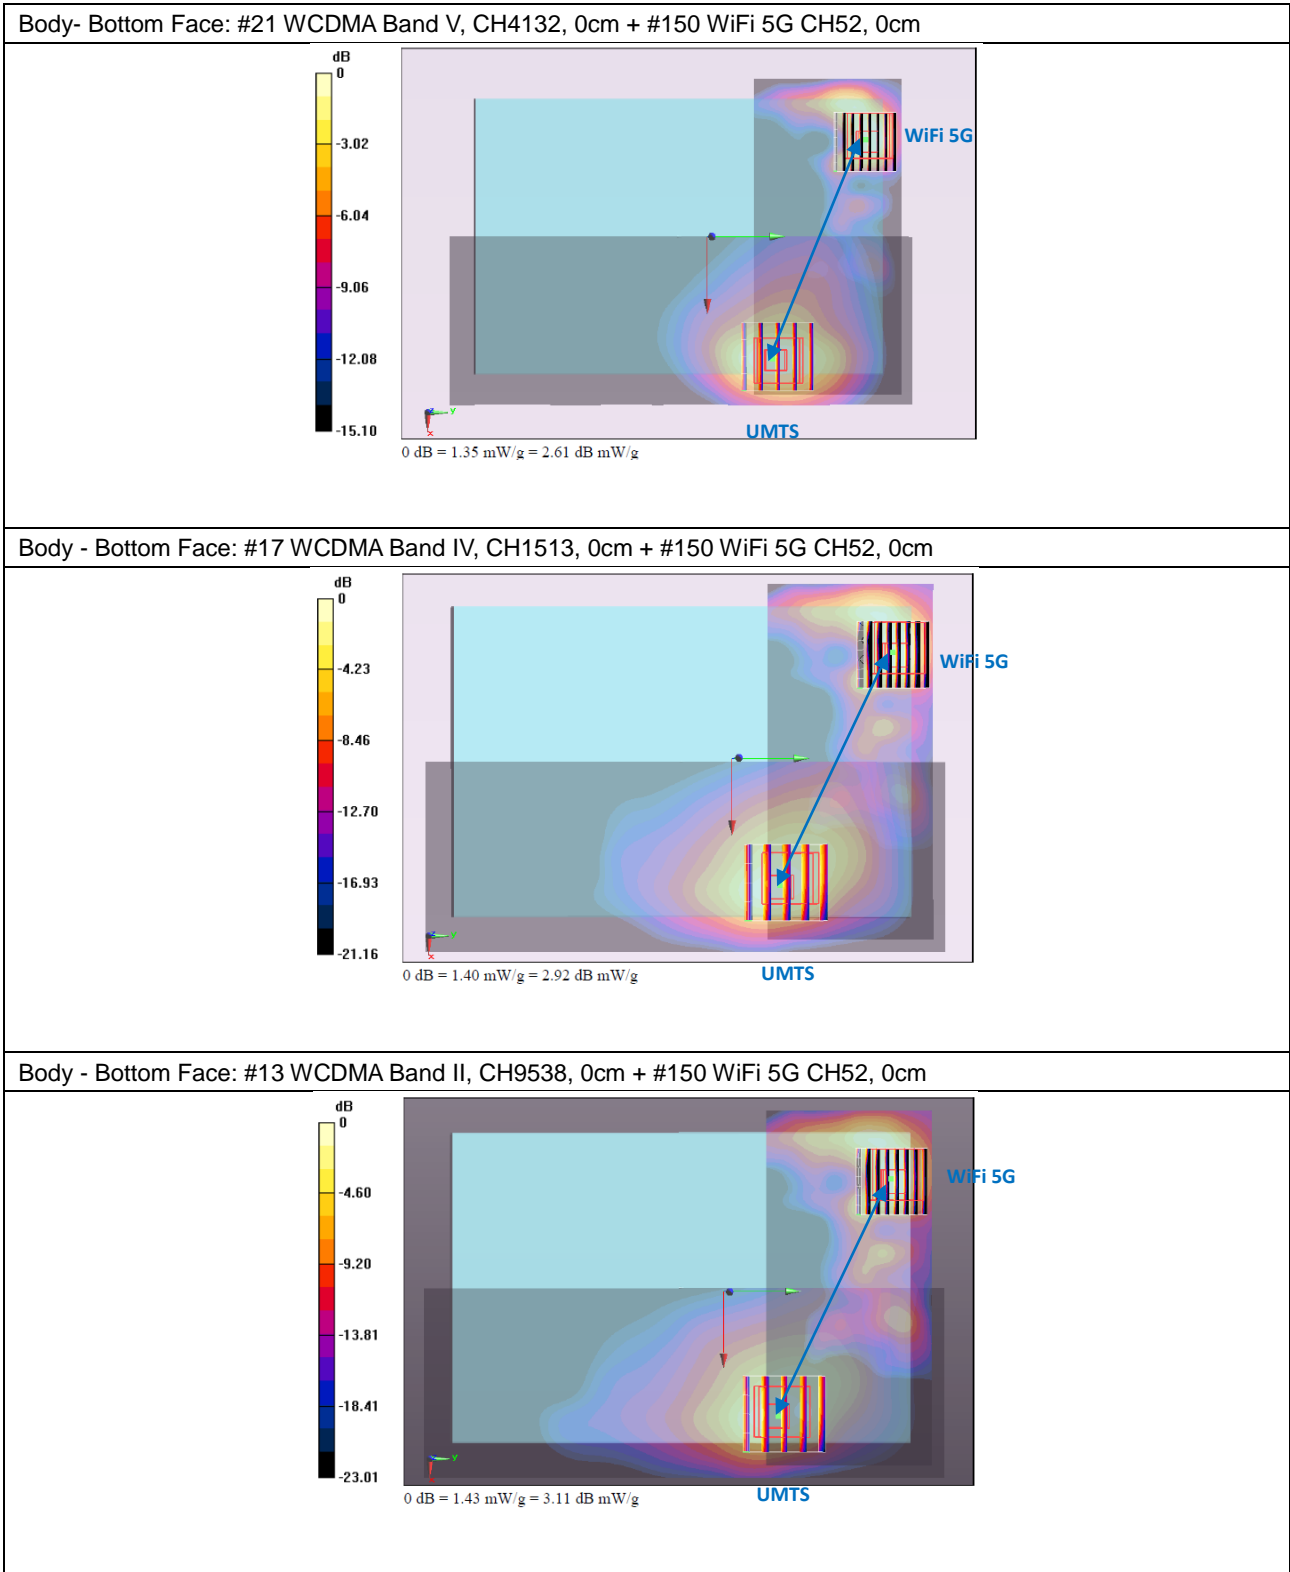 Body- Bottom Face: #21 WCDMA Band V, CH4132, 0cm + #150 WiFi 5G CH52, 0cm
dB
0
-3.02
-6.04
-9.06
-12.08
-15.10
WiFi 5G
UMTS
z
y
x
0 dB = 1.35 mW/g = 2.61 dB mW/g
Body - Bottom Face: #17 WCDMA Band IV, CH1513, 0cm + #150 WiFi 5G CH52, 0cm
dB
0
-4.23
-8.46
-12.70
-16.93
-21.16
WiFi 5G
UMTS
z
y
x
0 dB = 1.40 mW/g = 2.92 dB mW/g
Body - Bottom Face: #13 WCDMA Band II, CH9538, 0cm + #150 WiFi 5G CH52, 0cm
dB
0
-4.60
-9.20
-13.81
-18.41
-23.01
WiFi 5G
UMTS
y
0 dB = 1.43 mW/g = 3.11 dB mW/g